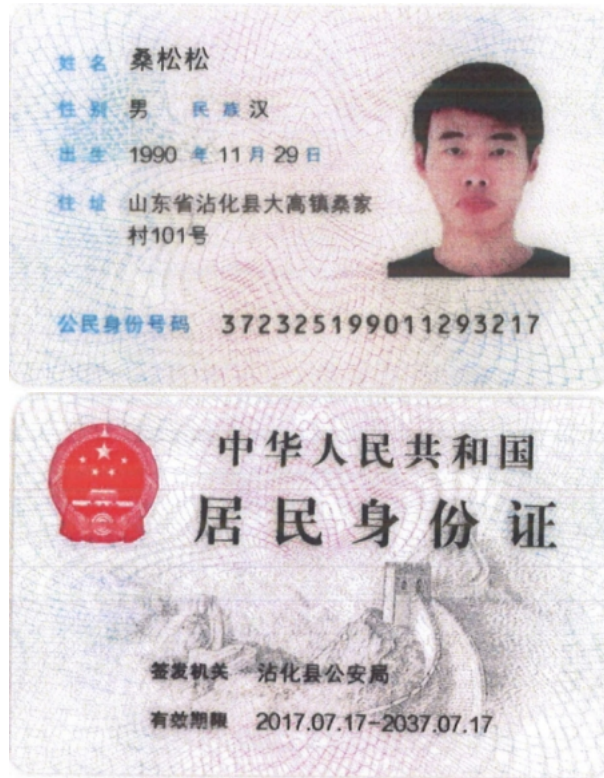 姓名 桑松松
性别 男 民族 汉
出生 1990 年 11 月 29 日
住址 山东省沾化县大高镇桑家
村101号
公民身份号码 372325199011293217
中华人民共和国
居民身份证
签发机关 沾化县公安局
有效期限 2017.07.17-2037.07.17